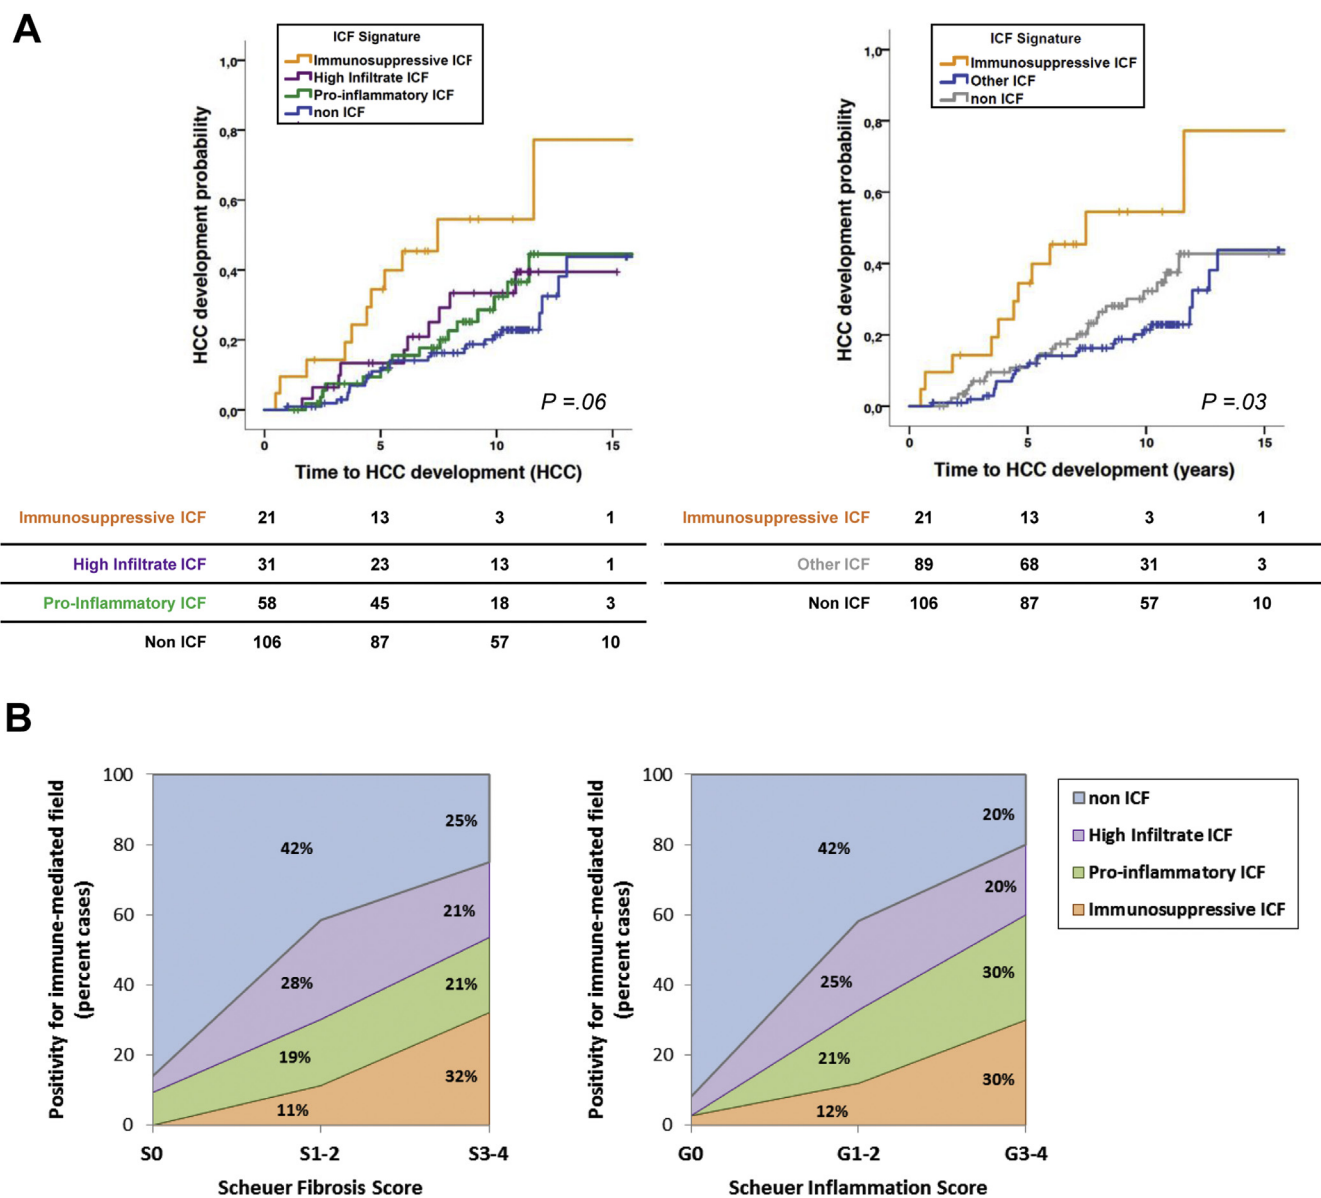 A
ICF Signature
Immunosuppressive ICF
High Infiltrate ICF
Pro-inflammatory ICF
non ICF
HCC development probability
1,0
0,8
0,6
0,4
0,2
0,0
P =.06
0 5 10 15
Time to HCC development (HCC)
Immunosuppressive ICF 21 13 3 1
High Infiltrate ICF 31 23 13 1
Pro-Inflammatory ICF 58 45 18 3
Non ICF 106 87 57 10
ICF Signature
Immunosuppressive ICF
Other ICF
non ICF
HCC development probability
1,0
0,8
0,6
0,4
0,2
0,0
P =.03
0 5 10 15
Time to HCC development (years)
Immunosuppressive ICF 21 13 3 1
Other ICF 89 68 31 3
Non ICF 106 87 57 10
B
Positivity for immune-mediated field
(percent cases)
100
80
60
40
20
0
25%
42%
21%
28%
21%
19%
32%
11%
S0 S1-2 S3-4
Scheuer Fibrosis Score
Positivity for immune-mediated field
(percent cases)
100
80
60
40
20
0
20%
42%
20%
25%
30%
21%
30%
12%
G0 G1-2 G3-4
Scheuer Inflammation Score
non ICF
High Infiltrate ICF
Pro-inflammatory ICF
Immunosuppressive ICF